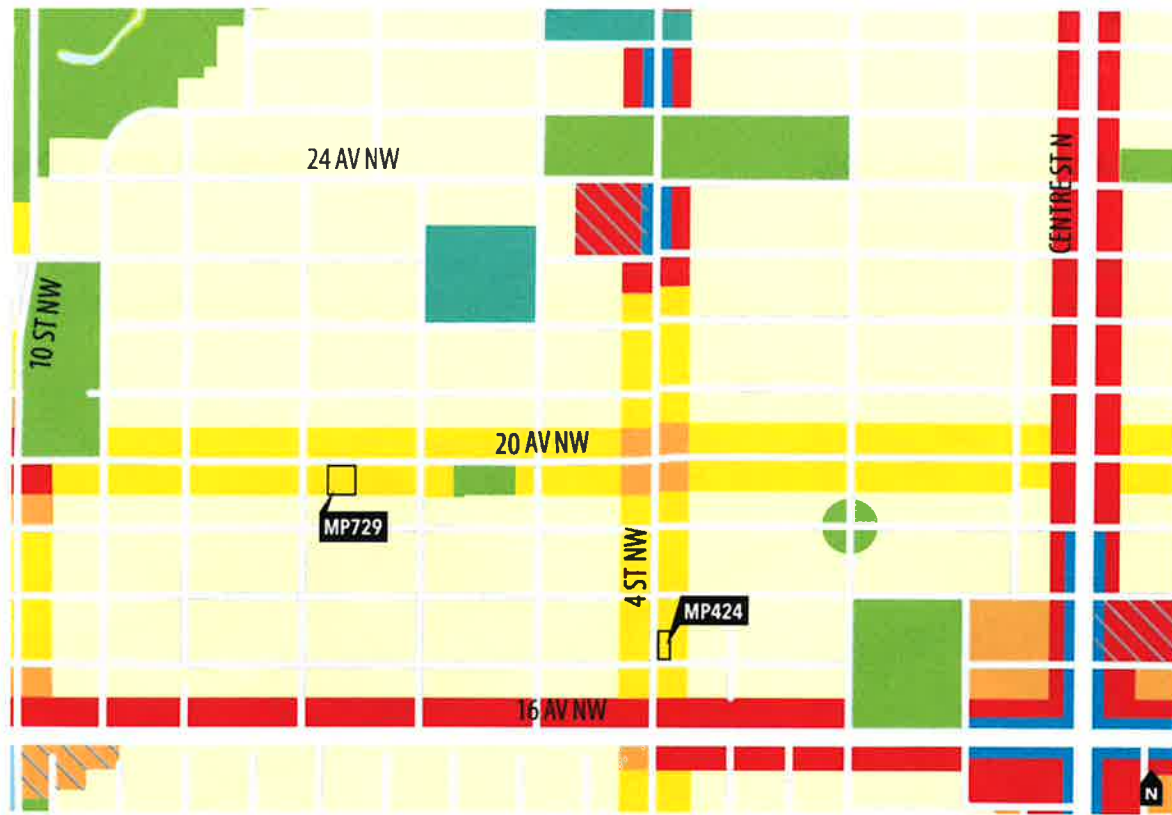 24 AV NW
CENTRE ST N
10 ST NW
20 AV NW
MP729
4 ST NW
MP424
16 AV NW
N